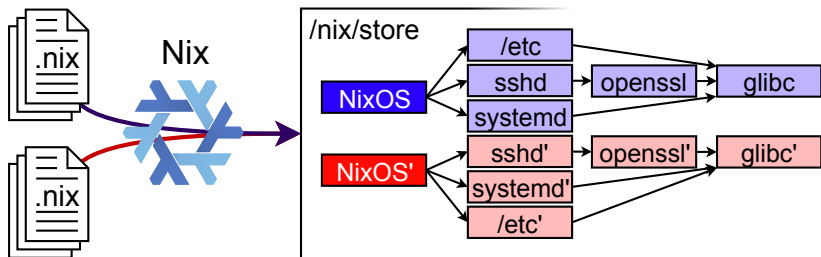 .nix
Nix
/nix/store
/etc
NixOS
sshd
openssl
glibc
systemd
.nix
NixOS'
sshd'
openssl'
glibc'
systemd'
/etc'